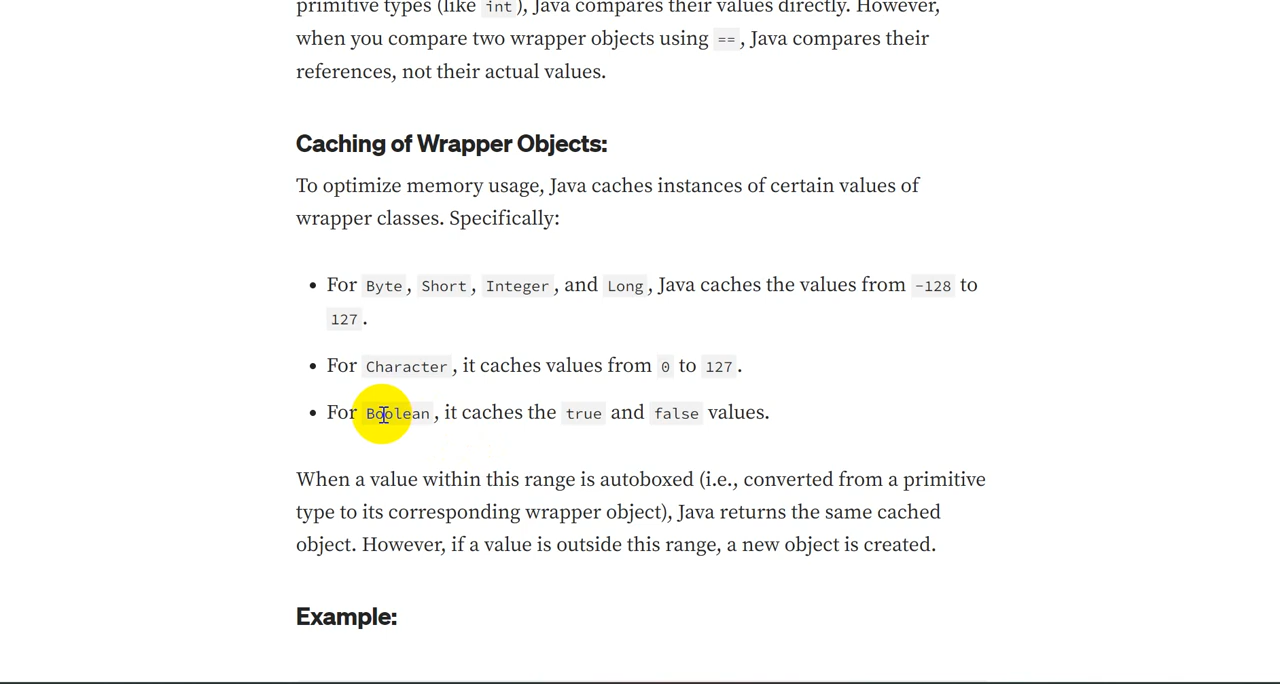 primitive types (like int), Java compares their values directly. However,
when you compare two wrapper objects using ==, Java compares their
references, not their actual values.
Caching of Wrapper Objects:
To optimize memory usage, Java caches instances of certain values of
wrapper classes. Specifically:
• For Byte, Short, Integer, and Long, Java caches the values from -128 to
127.
• For Character, it caches values from 0 to 127.
• For Boolean, it caches the true and false values.
When a value within this range is autoboxed (i.e., converted from a primitive
type to its corresponding wrapper object), Java returns the same cached
object. However, if a value is outside this range, a new object is created.
Example: